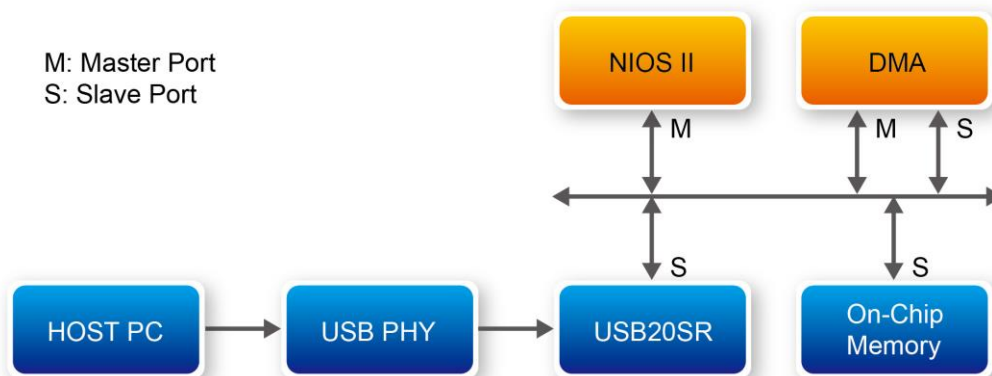 M: Master Port
S: Slave Port
NIOS II
DMA
M
M
S
S
S
HOST PC
USB PHY
USB20SR
On-Chip
Memory